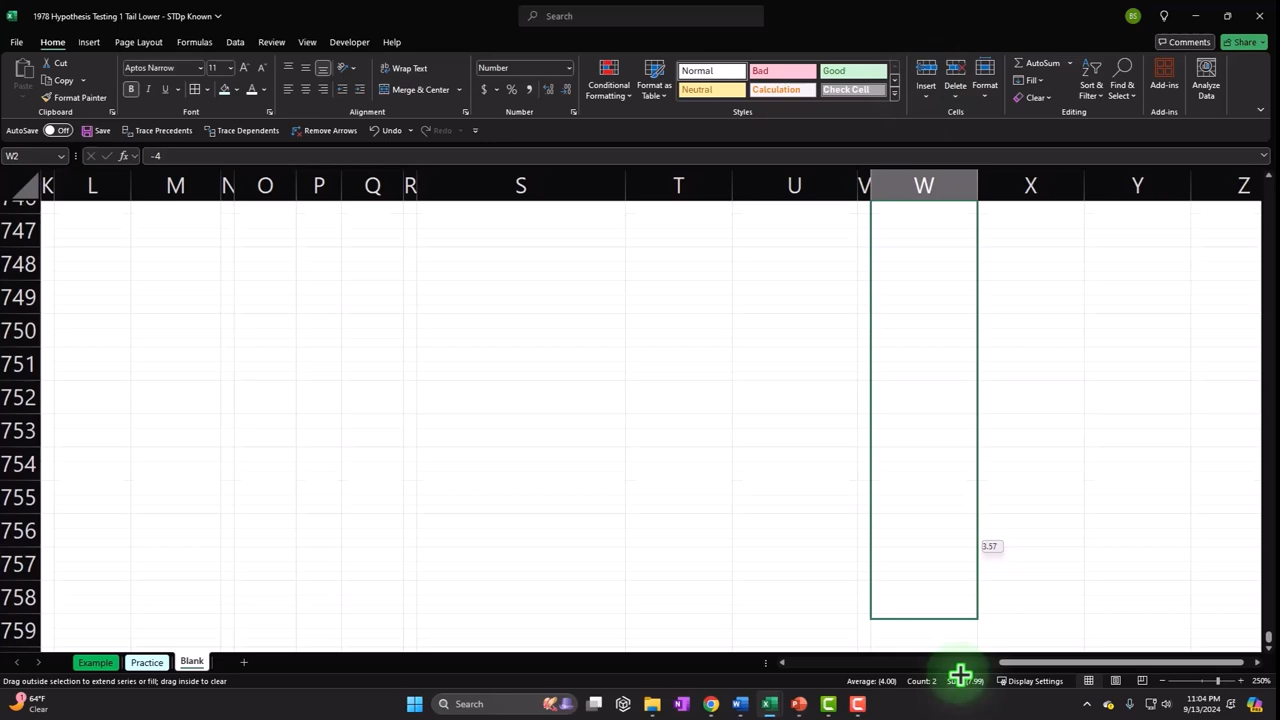 1978 Hypothesis Testing 1 Tail Lower - STDp Known
Search
BS
File Home Insert Page Layout Formulas Data Review View Developer Help
Comments Share
Paste
Cut
Copy
Format Painter
Clipboard
Aptos Narrow 11
B I U
Font
Wrap Text
Merge & Center
Alignment
Number
$ % ,
Number
Conditional Formatting
Format as Table
Normal Bad Good
Neutral Calculation Check Cell
Styles
Insert Delete Format
Cells
AutoSum
Fill
Clear
Sort & Filter
Find & Select
Editing
Add-ins
Add-ins
Analyze Data
AutoSave Off Save Trace Precedents Trace Dependents Remove Arrows Undo Redo
W2 fx -4
K L M N O P Q R S T U V W X Y Z
747
748
749
750
751
752
753
754
755
756
757
3.57
758
759
Example Practice Blank
Drag outside selection to extend series or fill; drag inside to clear
Average: (4.00) Count: 2 Display Settings 250%
64°F
Clear
Search
11:04 PM
9/13/2024